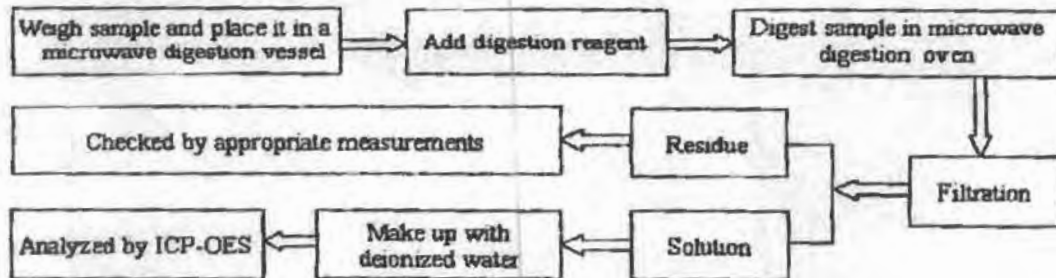 Weigh sample and place it in a
microwave digestion vessel
Add digestion reagent
Digest sample in microwave
digestion oven
Checked by appropriate measurements
Residue
Filtration
Analyzed by ICP-OES
Make up with
deionized water
Solution